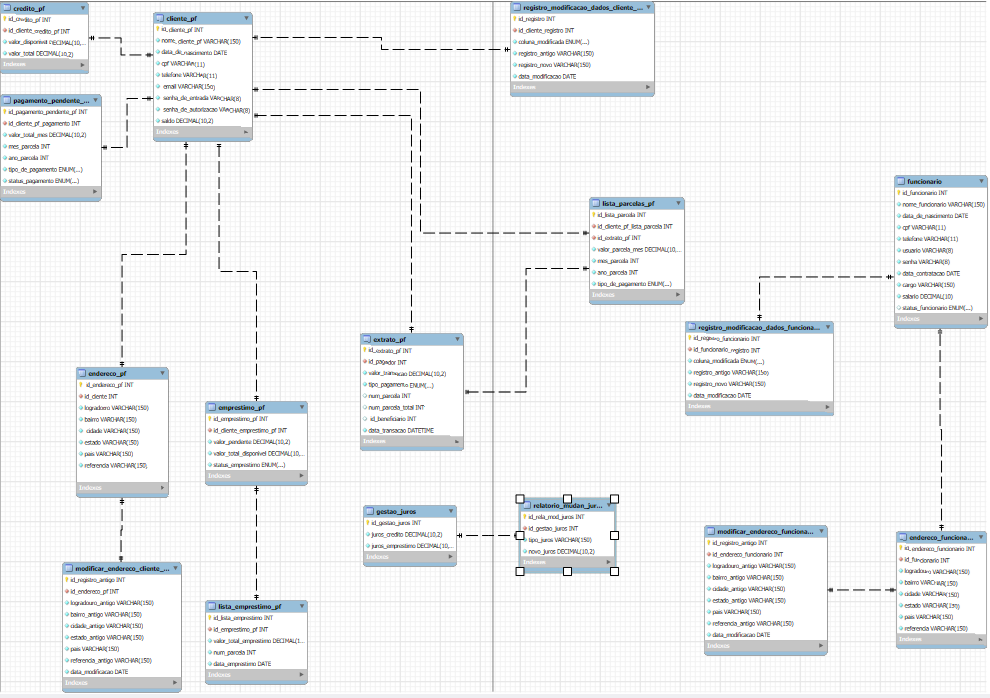 credito_pf
id_credito_pf INT
id_cliente_credito_pf INT
valor_disponivel DECIMAL(10,...
valor_total DECIMAL(10,2)
Indexes
pagamento_pendente_...
id_pagamento_pendente_pf INT
id_cliente_pf_pagamento INT
valor_total_mes DECIMAL(10,2)
mes_parcela INT
ano_parcela INT
tipo_de_pagamento ENUM(...)
status_pagamento ENUM(...)
Indexes
cliente_pf
id_cliente_pf INT
nome_cliente_pf VARCHAR(150)
data_de_nascimento DATE
cpf VARCHAR(11)
telefone VARCHAR(11)
email VARCHAR(150)
senha_de_entrada VARCHAR(8)
senha_de_autorizacao VARCHAR(8)
saldo DECIMAL(10,2)
Indexes
registro_modificacao_dados_cliente_...
id_registro INT
id_cliente_registro INT
coluna_modificada ENUM(...)
registro_antigo VARCHAR(150)
registro_novo VARCHAR(150)
data_modificacao DATE
Indexes
lista_parcelas_pf
id_lista_parcela INT
id_cliente_pf_lista_parcela INT
id_extrato_pf INT
valor_parcela_mes DECIMAL(10,...
mes_parcela INT
ano_parcela INT
tipo_de_pagamento ENUM(...)
Indexes
funcionario
id_funcionario INT
nome_funcionario VARCHAR(150)
data_de_nascimento DATE
cpf VARCHAR(11)
telefone VARCHAR(11)
usuario VARCHAR(8)
senha VARCHAR(8)
data_contratacao DATE
cargo VARCHAR(150)
salario DECIMAL(10)
status_funcionario ENUM(...)
Indexes
registro_modificacao_dados_funciona...
id_registro_funcionario INT
id_funcionario_registro INT
coluna_modificada ENUM(...)
registro_antigo VARCHAR(150)
registro_novo VARCHAR(150)
data_modificacao DATE
Indexes
extrato_pf
id_extrato_pf INT
id_pagador INT
valor_transacao DECIMAL(10,2)
tipo_pagamento ENUM(...)
num_parcela INT
num_parcela_total INT
id_beneficiario INT
data_transacao DATETIME
Indexes
endereco_pf
id_endereco_pf INT
id_cliente INT
logradouro VARCHAR(150)
bairro VARCHAR(150)
cidade VARCHAR(150)
estado VARCHAR(150)
pais VARCHAR(150)
referencia VARCHAR(150)
Indexes
emprestimo_pf
id_emprestimo_pf INT
id_cliente_emprestimo_pf INT
valor_pendente DECIMAL(10,2)
valor_total_disponivel DECIMAL(10,...
status_emprestimo ENUM(...)
Indexes
gestao_juros
id_gestao_juros INT
juros_credito DECIMAL(10,2)
juros_emprestimo DECIMAL(10,...
Indexes
relatorio_mudan_jur...
id_rela_mod_juros INT
id_gestao_juros INT
tipo_juros VARCHAR(150)
novo_juros DECIMAL(10,2)
Indexes
modificar_endereco_funciona...
id_registro_antigo INT
id_endereco_funcionario INT
logradouro_antigo VARCHAR(150)
bairro_antigo VARCHAR(150)
cidade_antigo VARCHAR(150)
estado_antigo VARCHAR(150)
pais VARCHAR(150)
referencia_antigo VARCHAR(150)
data_modificacao DATE
Indexes
endereco_funciona...
id_endereco_funcionario INT
id_funcionario INT
logradouro VARCHAR(150)
bairro VARCHAR(150)
cidade VARCHAR(150)
estado VARCHAR(150)
pais VARCHAR(150)
referencia VARCHAR(150)
Indexes
modificar_endereco_cliente_...
id_registro_antigo INT
id_endereco_pf INT
logradouro_antigo VARCHAR(150)
bairro_antigo VARCHAR(150)
cidade_antigo VARCHAR(150)
estado_antigo VARCHAR(150)
pais VARCHAR(150)
referencia_antigo VARCHAR(150)
data_modificacao DATE
Indexes
lista_emprestimo_pf
id_lista_emprestimo INT
id_emprestimo_pf INT
valor_total_emprestimo DECIMAL(1...
num_parcela INT
data_emprestimo DATE
Indexes